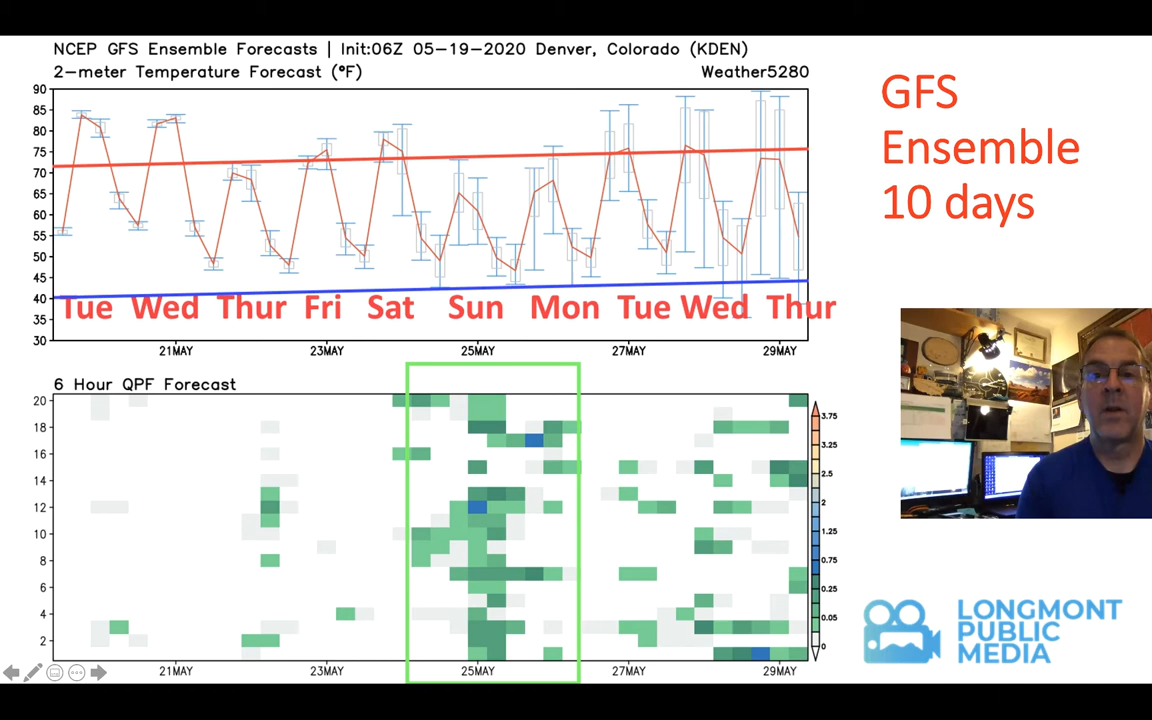 NCEP GFS Ensemble Forecasts | Init:06Z 05-19-2020 Denver, Colorado (KDEN)
2-meter Temperature Forecast (°F)
Weather5280
90
85
80
75
70
65
60
55
50
45
40
35
30
Tue Wed Thur Fri Sat Sun Mon Tue Wed Thur
21MAY 23MAY 25MAY 27MAY 29MAY
6 Hour QPF Forecast
20
18
16
14
12
10
8
6
4
2
3.75
3.25
2.5
2
1.25
0.75
0.25
0.05
0
21MAY 23MAY 25MAY 27MAY 29MAY
GFS
Ensemble
10 days
LONGMONT
PUBLIC
MEDIA